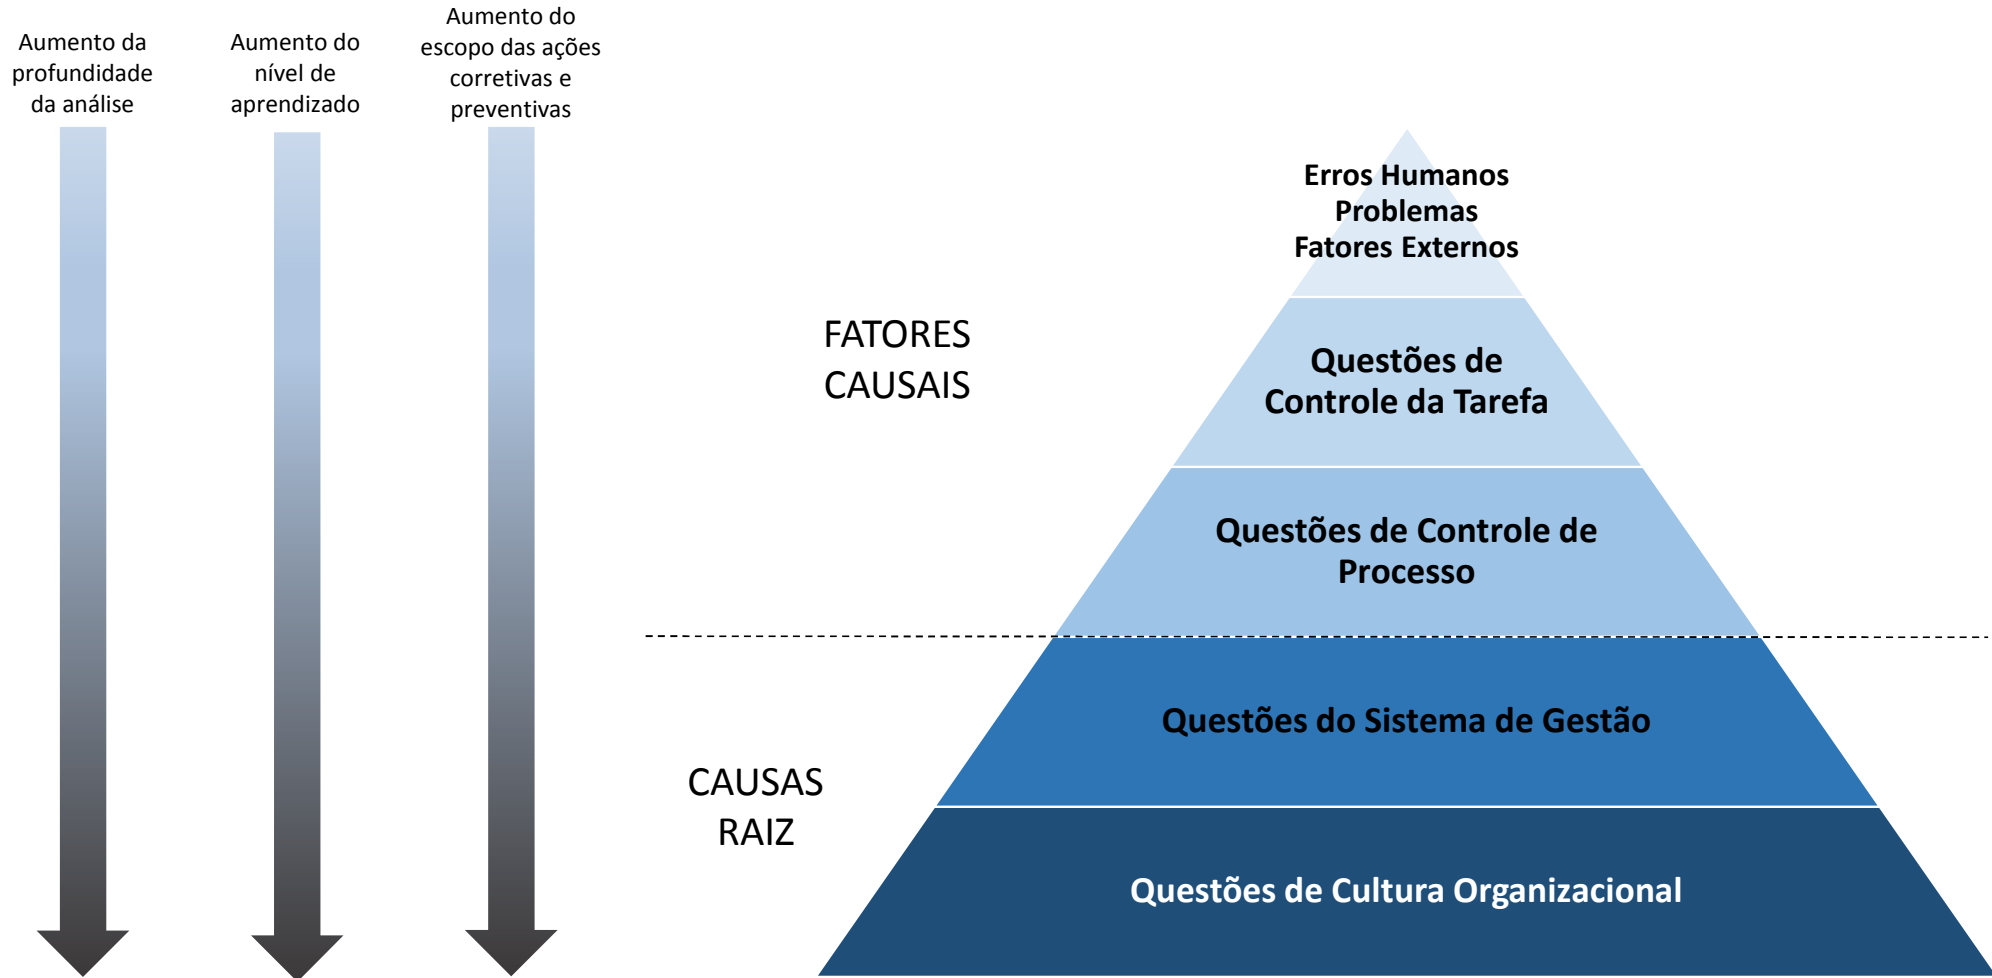 Aumento da
profundidade
da análise
Aumento do
nível de
aprendizado
Aumento do
escopo das ações
corretivas e
preventivas
Erros Humanos
Problemas
Fatores Externos
FATORES
CAUSAIS
Questões de
Controle da Tarefa
Questões de Controle de
Processo
CAUSAS
RAIZ
Questões do Sistema de Gestão
Questões de Cultura Organizacional